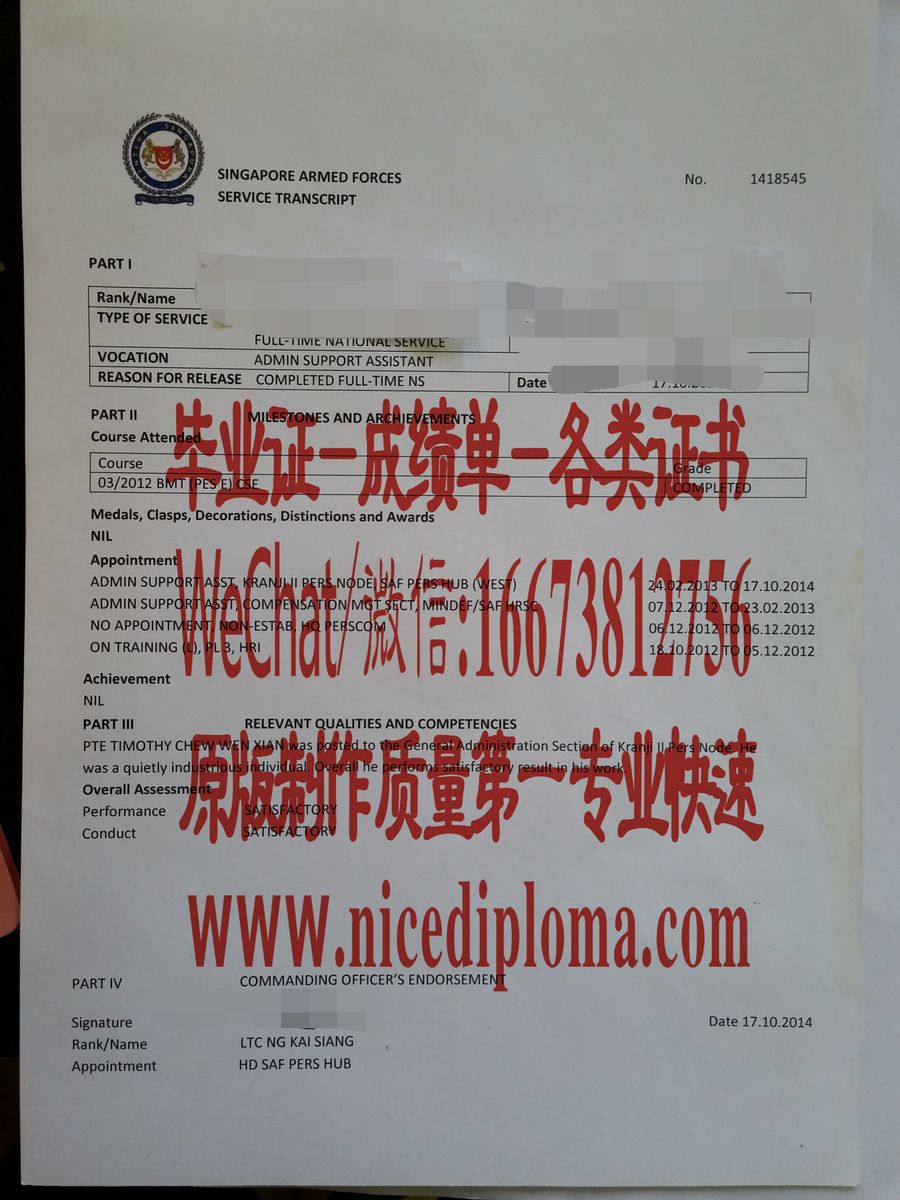 SINGAPORE ARMED FORCES
SERVICE TRANSCRIPT
No. 1418545
PART I
Rank/Name
TYPE OF SERVICE
FULL-TIME NATIONAL SERVICE
VOCATION ADMIN SUPPORT ASSISTANT
REASON FOR RELEASE COMPLETED FULL-TIME NS Date
PART II MILESTONES AND ARCHIEVEMENTS
Course Attended
Course Grade
03/2012 BMT (PES E) CSE COMPLETED
毕业证一成绩单一各类证书
Medals, Clasps, Decorations, Distinctions and Awards
NIL
Appointment
ADMIN SUPPORT ASST, KRANJI II PERS NODE, SAF PERS HUB (WEST) 24.02.2013 TO 17.10.2014
ADMIN SUPPORT ASST, COMPENSATION MGT SECT, MINDEF/SAF HRSC 07.12.2012 TO 23.02.2013
NO APPOINTMENT, NON-ESTAB, HQ PERSCOM 06.12.2012 TO 06.12.2012
ON TRAINING (L), PL 3, HRI 18.10.2012 TO 05.12.2012
WeChat/微信:16673812756
Achievement
NIL
PART III RELEVANT QUALITIES AND COMPETENCIES
PTE TIMOTHY CHEW WEN XIAN was posted to the General Administration Section of Kranji II Pers Node. He
was a quietly industrious individual. Overall he performs satisfactory result in his work.
Overall Assessment
Performance SATISFACTORY
Conduct SATISFACTORY
原版制作质量第一专业快速
www.nicediploma.com
PART IV COMMANDING OFFICER'S ENDORSEMENT
Signature Date 17.10.2014
Rank/Name LTC NG KAI SIANG
Appointment HD SAF PERS HUB